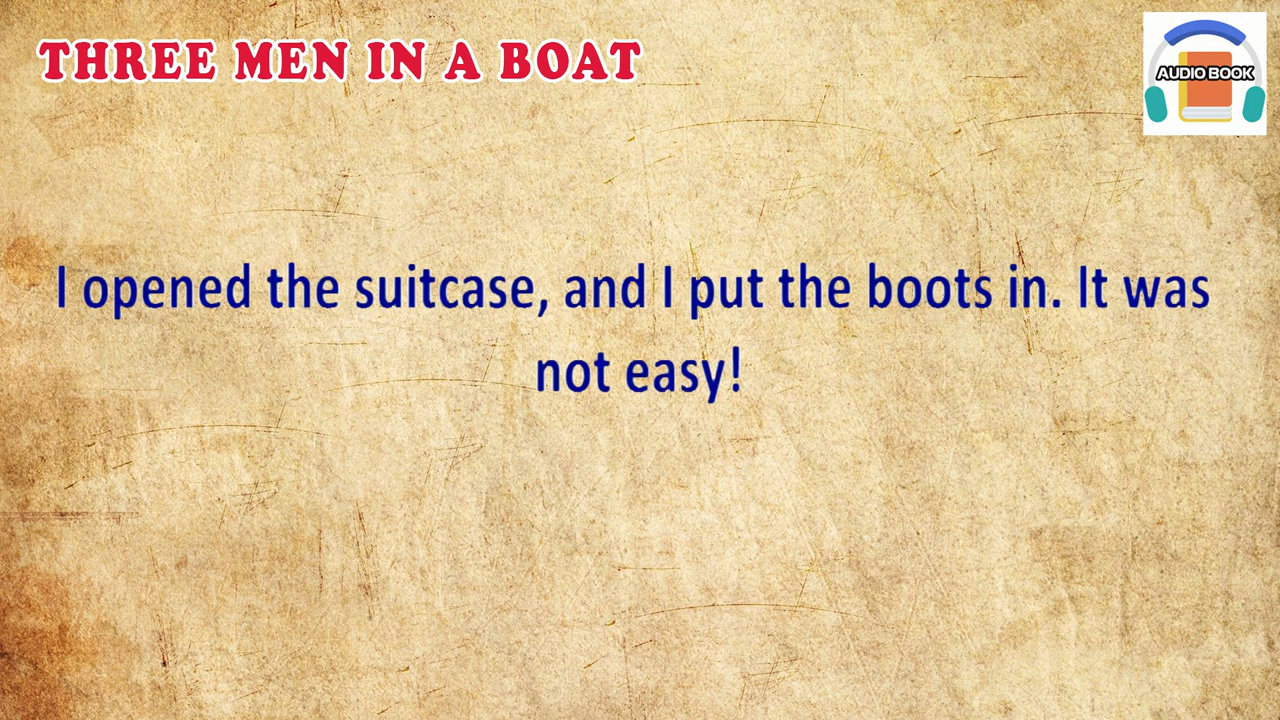 THREE MEN IN A BOAT
AUDIO BOOK
I opened the suitcase, and I put the boots in. It was
not easy!